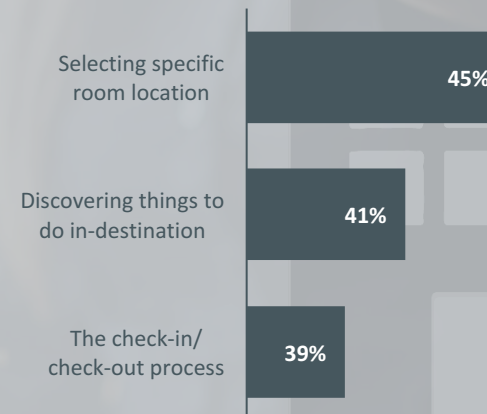 Selecting specific
room location
45%
Discovering things to
do in-destination
41%
The check-in/
check-out process
39%